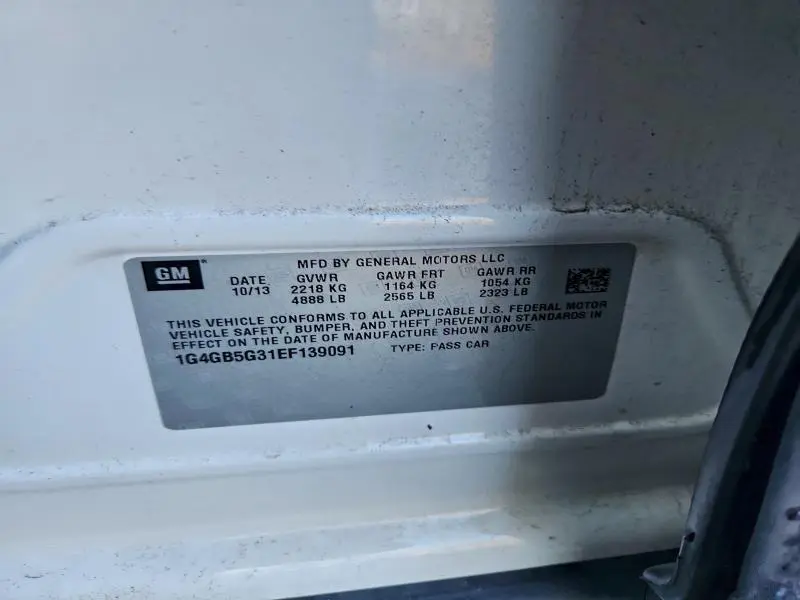 GM
MFD BY GENERAL MOTORS LLC
DATE GVWR GAWR FRT GAWR RR
10/13 2218 KG 1164 KG 1054 KG
4888 LB 2565 LB 2323 LB
THIS VEHICLE CONFORMS TO ALL APPLICABLE U.S. FEDERAL MOTOR
VEHICLE SAFETY, BUMPER, AND THEFT PREVENTION STANDARDS IN
EFFECT ON THE DATE OF MANUFACTURE SHOWN ABOVE.
1G4GB5G31EF139091 TYPE: PASS CAR